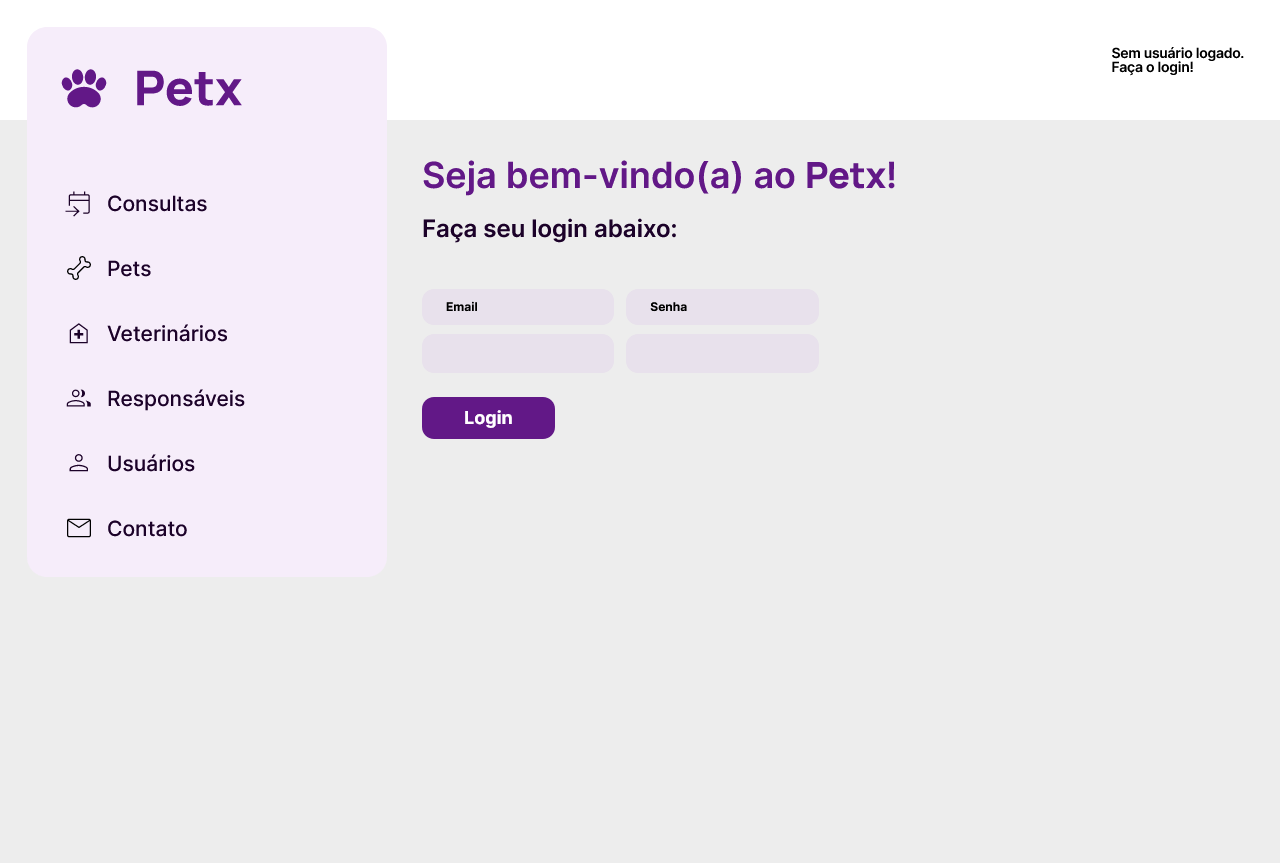 Petx
Sem usuário logado.
Faça o login!
Consultas
Pets
Veterinários
Responsáveis
Usuários
Contato
Seja bem-vindo(a) ao Petx!
Faça seu login abaixo:
Email
Senha
Login